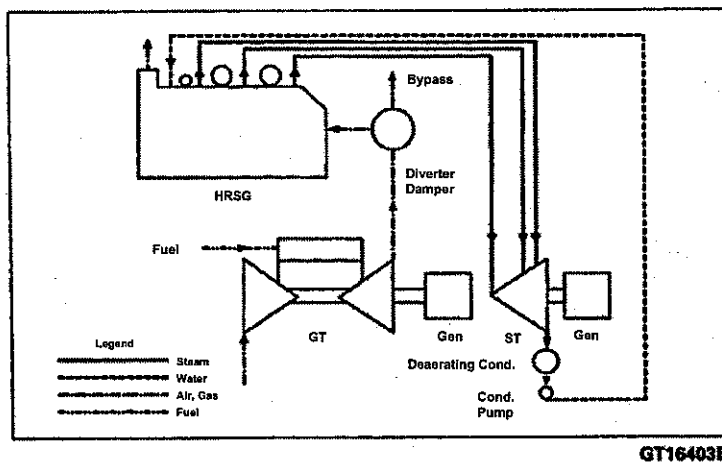 Bypass
Diverter
Damper
HRSG
Fuel
GT
Gen
ST
Gen
Legend
Steam
Water
Air, Gas
Fuel
Deaerating Cond.
Cond.
Pump